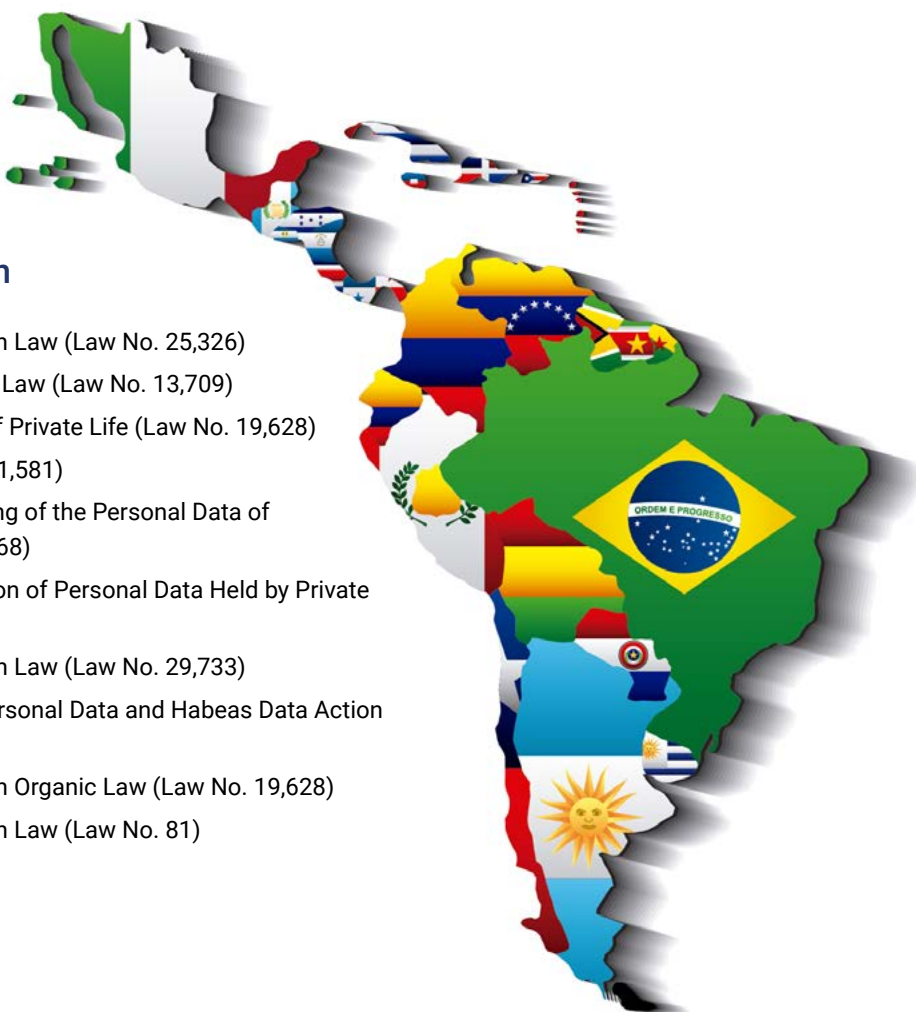 n
n Law (Law No. 25,326)
Law (Law No. 13,709)
f Private Life (Law No. 19,628)
1,581)
ng of the Personal Data of
68)
on of Personal Data Held by Private
n Law (Law No. 29,733)
ersonal Data and Habeas Data Action
n Organic Law (Law No. 19,628)
n Law (Law No. 81)
ORDEM E PROGRESSO